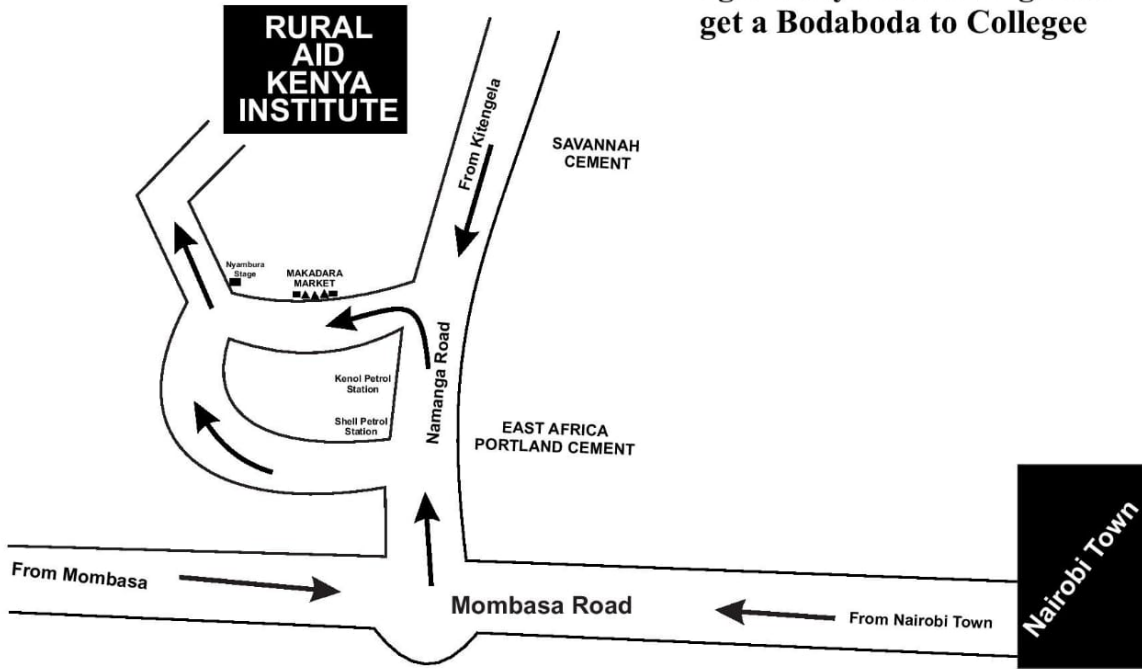 get a Bodaboda to Collegee
RURAL
AID
KENYA
INSTITUTE
From Kitengela
SAVANNAH
CEMENT
Nyambura
Stage
MAKADARA
MARKET
Namanga Road
Kenol Petrol
Station
Shell Petrol
Station
EAST AFRICA
PORTLAND CEMENT
Nairobi Town
From Mombasa
Mombasa Road
From Nairobi Town